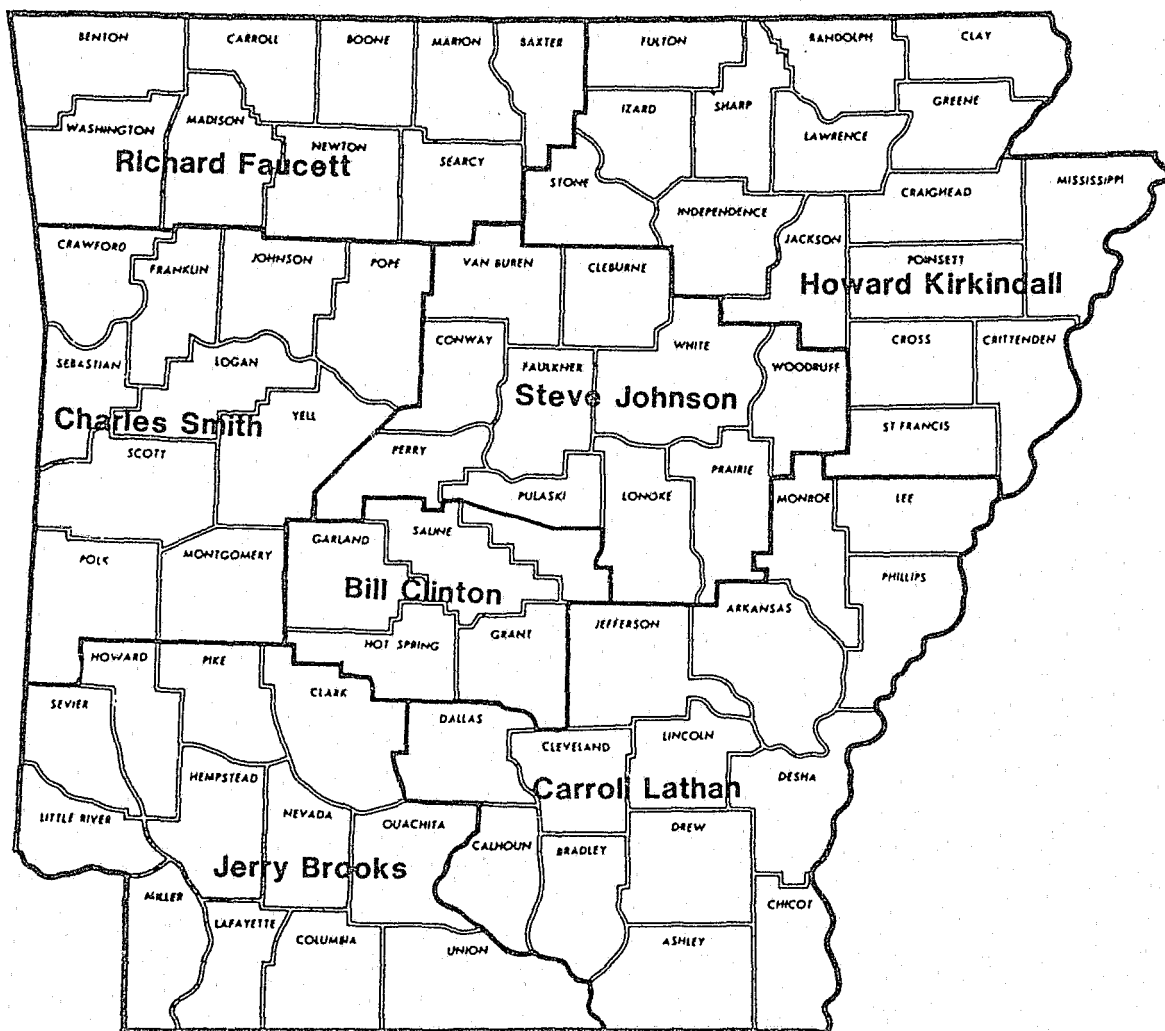 BENTON
CARROLL
BOONE
MARION
BAXTER
FULTON
RANDOLPH
CLAY
WASHINGTON
MADISON
NEWTON
SEARCY
STONE
IZARD
SHARP
LAWRENCE
GREENE
Richard Faucett
CRAIGHEAD
MISSISSIPPI
INDEPENDENCE
JACKSON
CRAWFORD
FRANKLIN
JOHNSON
POPE
VAN BUREN
CLEBURNE
POINSETT
Howard Kirkindall
CONWAY
FAULKNER
WHITE
WOODRUFF
CROSS
CRITTENDEN
SEBASTIAN
LOGAN
Steve Johnson
Charles Smith
YELL
ST FRANCIS
SCOTT
PERRY
PULASKI
LONOKE
PRAIRIE
MONROE
LEE
POLK
MONTGOMERY
GARLAND
SALINE
PHILLIPS
Bill Clinton
HOT SPRING
GRANT
JEFFERSON
ARKANSAS
HOWARD
PIKE
CLARK
SEVIER
DALLAS
CLEVELAND
LINCOLN
DESHA
HEMPSTEAD
Carroll Lathan
LITTLE RIVER
NEVADA
OUACHITA
CALHOUN
BRADLEY
DREW
Jerry Brooks
MILLER
LAFAYETTE
COLUMBIA
UNION
ASHLEY
CHICOT